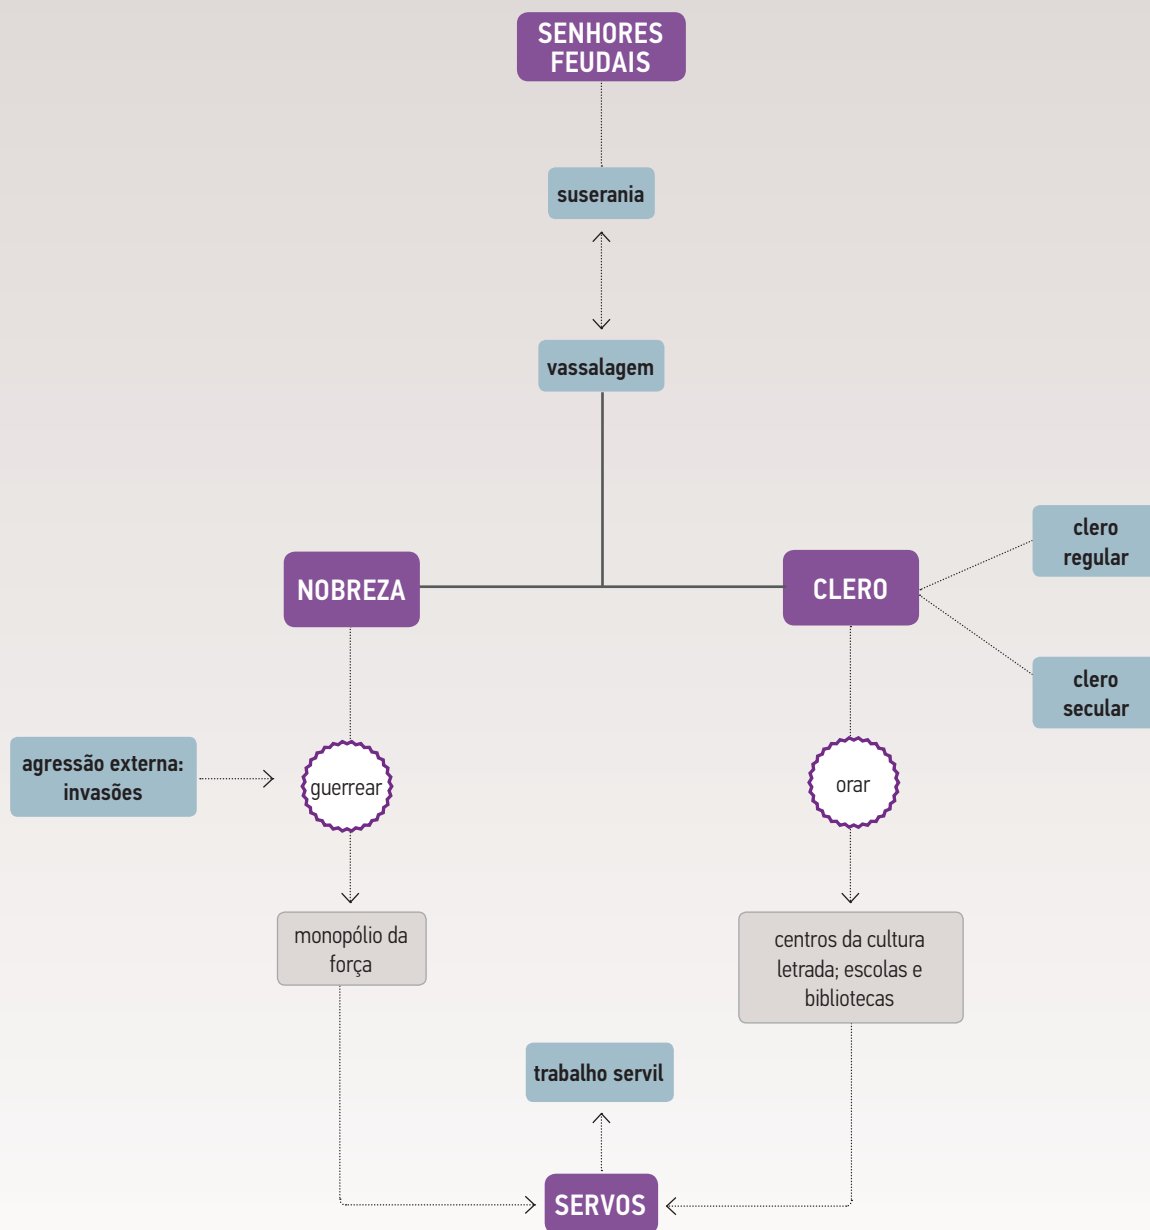 SENHORES
FEUDAIS
suserania
vassalagem
NOBREZA
CLERO
clero
regular
clero
secular
agressão externa:
invasões
guerrear
orar
monopólio da
força
centros da cultura
letrada; escolas e
bibliotecas
trabalho servil
SERVOS